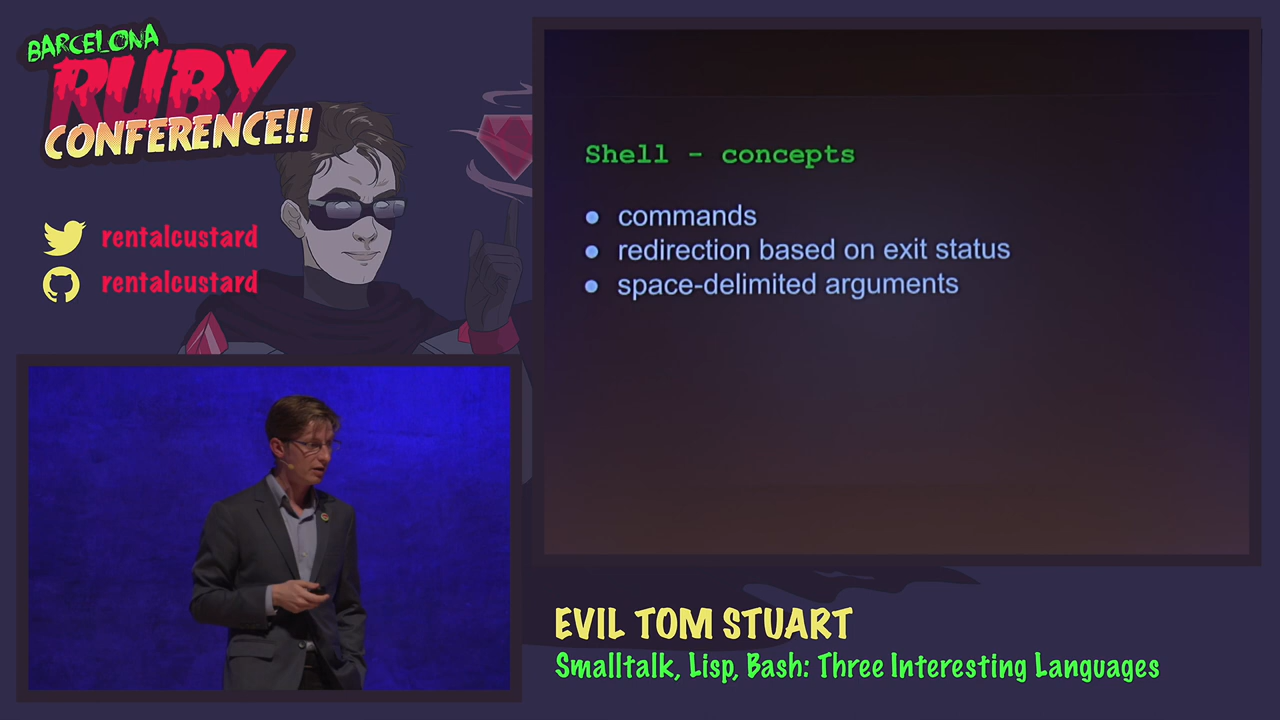 BARCELONA
RUBY
CONFERENCE!!
rentalcustard
rentalcustard
Shell - concepts
commands
redirection based on exit status
space-delimited arguments
EVIL TOM STUART
Smalltalk, Lisp, Bash: Three Interesting Languages